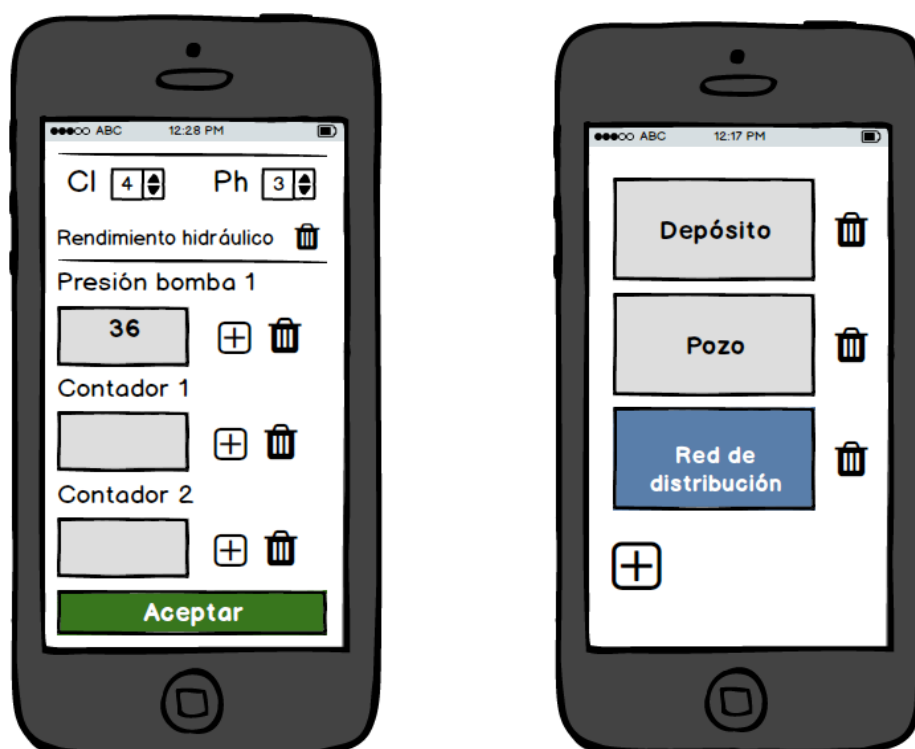 ABC 12:28 PM
Cl 4 Ph 3
Rendimiento hidráulico
Presión bomba 1
36
Contador 1
Contador 2
Aceptar
ABC 12:17 PM
Depósito
Pozo
Red de
distribución